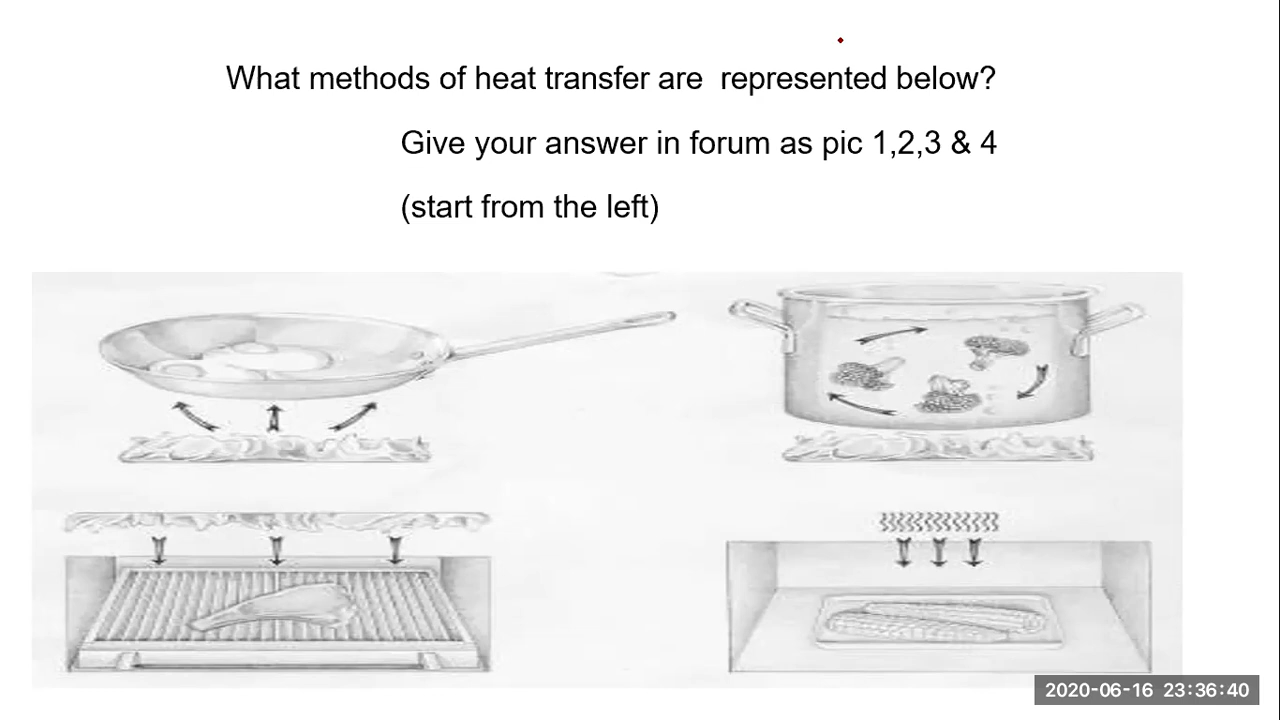 What methods of heat transfer are  represented below?
Give your answer in forum as pic 1,2,3 & 4
(start from the left)
2020-06-16 23:36:40